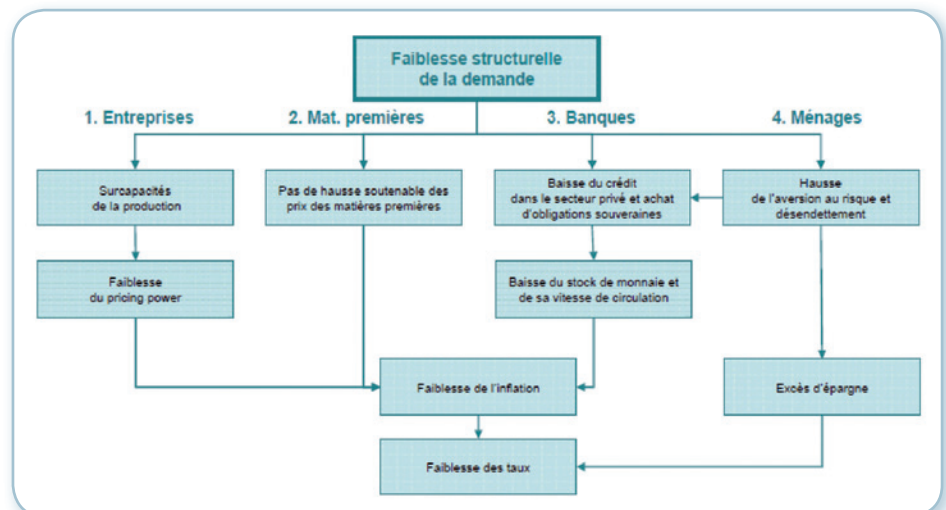 Faiblesse structurelle
de la demande
1. Entreprises
2. Mat. premières
3. Banques
4. Ménages
Surcapacités
de la production
Pas de hausse soutenable des
prix des matières premières
Baisse du crédit
dans le secteur privé et achat
d'obligations souveraines
Hausse
de l'aversion au risque et
désendettement
Faiblesse
du pricing power
Baisse du stock de monnaie et
de sa vitesse de circulation
Faiblesse de l'inflation
Excès d'épargne
Faiblesse des taux